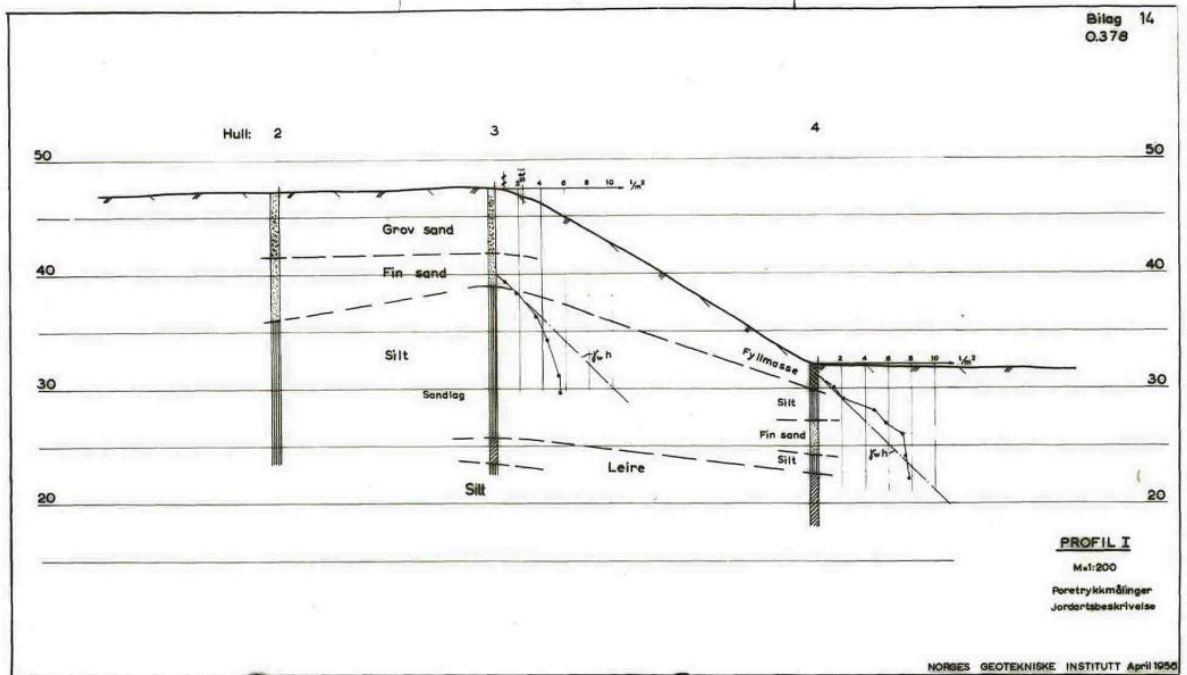 Bilag 14
0.378
Hull: 2 3 4
50 50
sti
2 4 6 8 10 t/m²
Grov sand
40 Fin sand 40
Silt
γw h
Fyllmasse
2 4 6 8 10 t/m²
30 Sandlag 30
Silt
Fin sand
Silt
γw h
Leire
Silt
20 20
PROFIL I
M=1:200
Poretrykkmålinger
Jordartsbeskrivelse
NORGES GEOTEKNISKE INSTITUTT April 1956